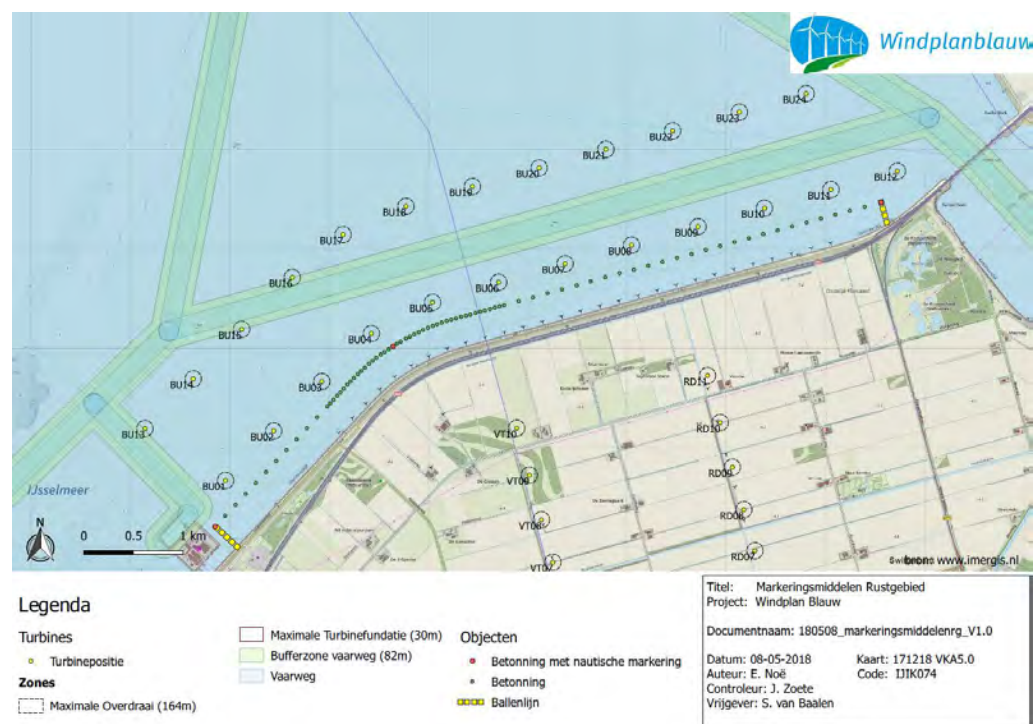 Windplanblauw
BU24
BU23
BU22
BU21
BU20
BU19
BU18
BU17
BU16
BU15
BU14
BU13
BU12
BU11
BU10
BU09
BU08
BU07
BU06
BU05
BU04
BU03
BU02
BU01
RD11
RD10
RD09
RD08
RD07
VT10
VT09
VT08
VT07
IJsselmeer
N
0 0.5 1 km
bron: www.imergis.nl
Legenda
Turbines
Turbinepositie
Zones
Maximale Overdraai (164m)
Maximale Turbinefundatie (30m)
Bufferzone vaarweg (82m)
Vaarweg
Objecten
Betonning met nautische markering
Betonning
Ballenlijn
Titel: Markeringsmiddelen Rustgebied
Project: Windplan Blauw
Documentnaam: 180508_markeringsmiddelenrg_V1.0
Datum: 08-05-2018 Kaart: 171218 VKA5.0
Auteur: E. Noë Code: IJIK074
Controleur: J. Zoete
Vrijgever: S. van Baalen